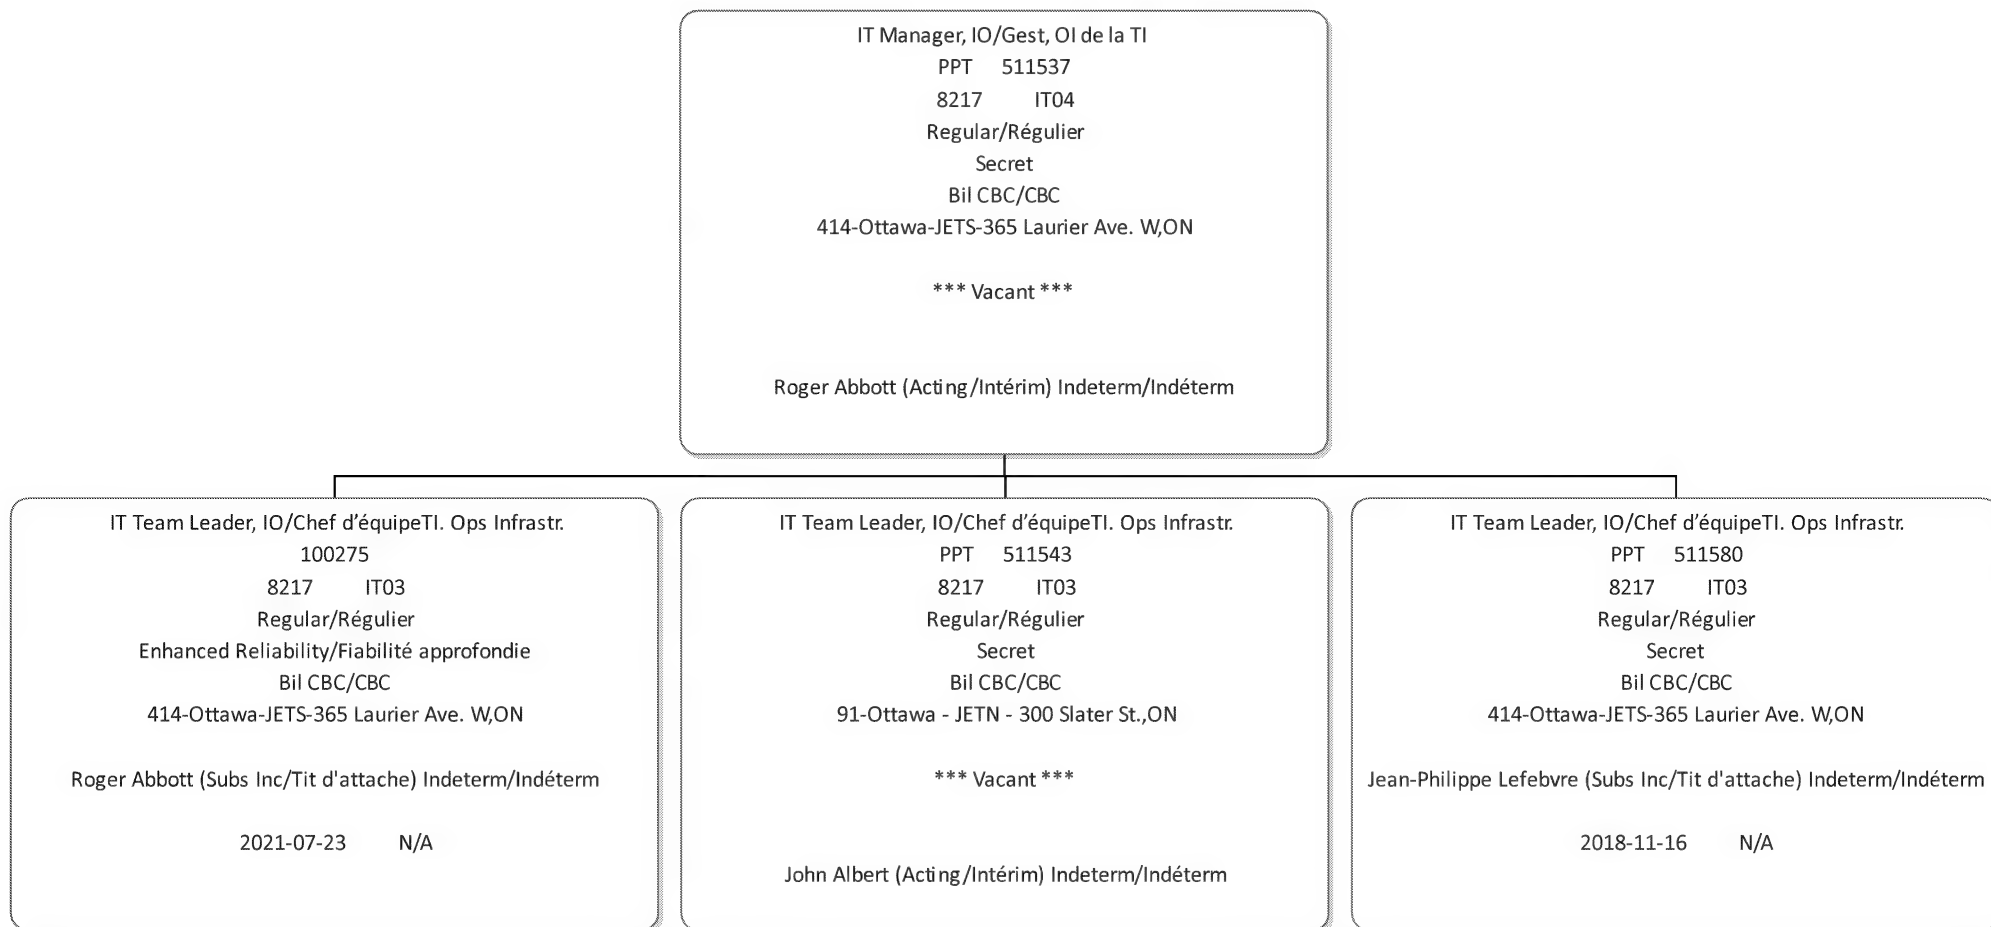 IT Manager, IO/Gest, OI de la TI
PPT 511537
8217 IT04
Regular/Régulier
Secret
Bil CBC/CBC
414-Ottawa-JETS-365 Laurier Ave. W,ON
*** Vacant ***
Roger Abbott (Acting/Intérim) Indeterm/Indéterm
IT Team Leader, IO/Chef d’équipeTI. Ops Infrastr.
100275
8217 IT03
Regular/Régulier
Enhanced Reliability/Fiabilité approfondie
Bil CBC/CBC
414-Ottawa-JETS-365 Laurier Ave. W,ON
Roger Abbott (Subs Inc/Tit d'attache) Indeterm/Indéterm
2021-07-23 N/A
IT Team Leader, IO/Chef d’équipeTI. Ops Infrastr.
PPT 511543
8217 IT03
Regular/Régulier
Secret
Bil CBC/CBC
91-Ottawa - JETN - 300 Slater St.,ON
*** Vacant ***
John Albert (Acting/Intérim) Indeterm/Indéterm
IT Team Leader, IO/Chef d’équipeTI. Ops Infrastr.
PPT 511580
8217 IT03
Regular/Régulier
Secret
Bil CBC/CBC
414-Ottawa-JETS-365 Laurier Ave. W,ON
Jean-Philippe Lefebvre (Subs Inc/Tit d'attache) Indeterm/Indéterm
2018-11-16 N/A